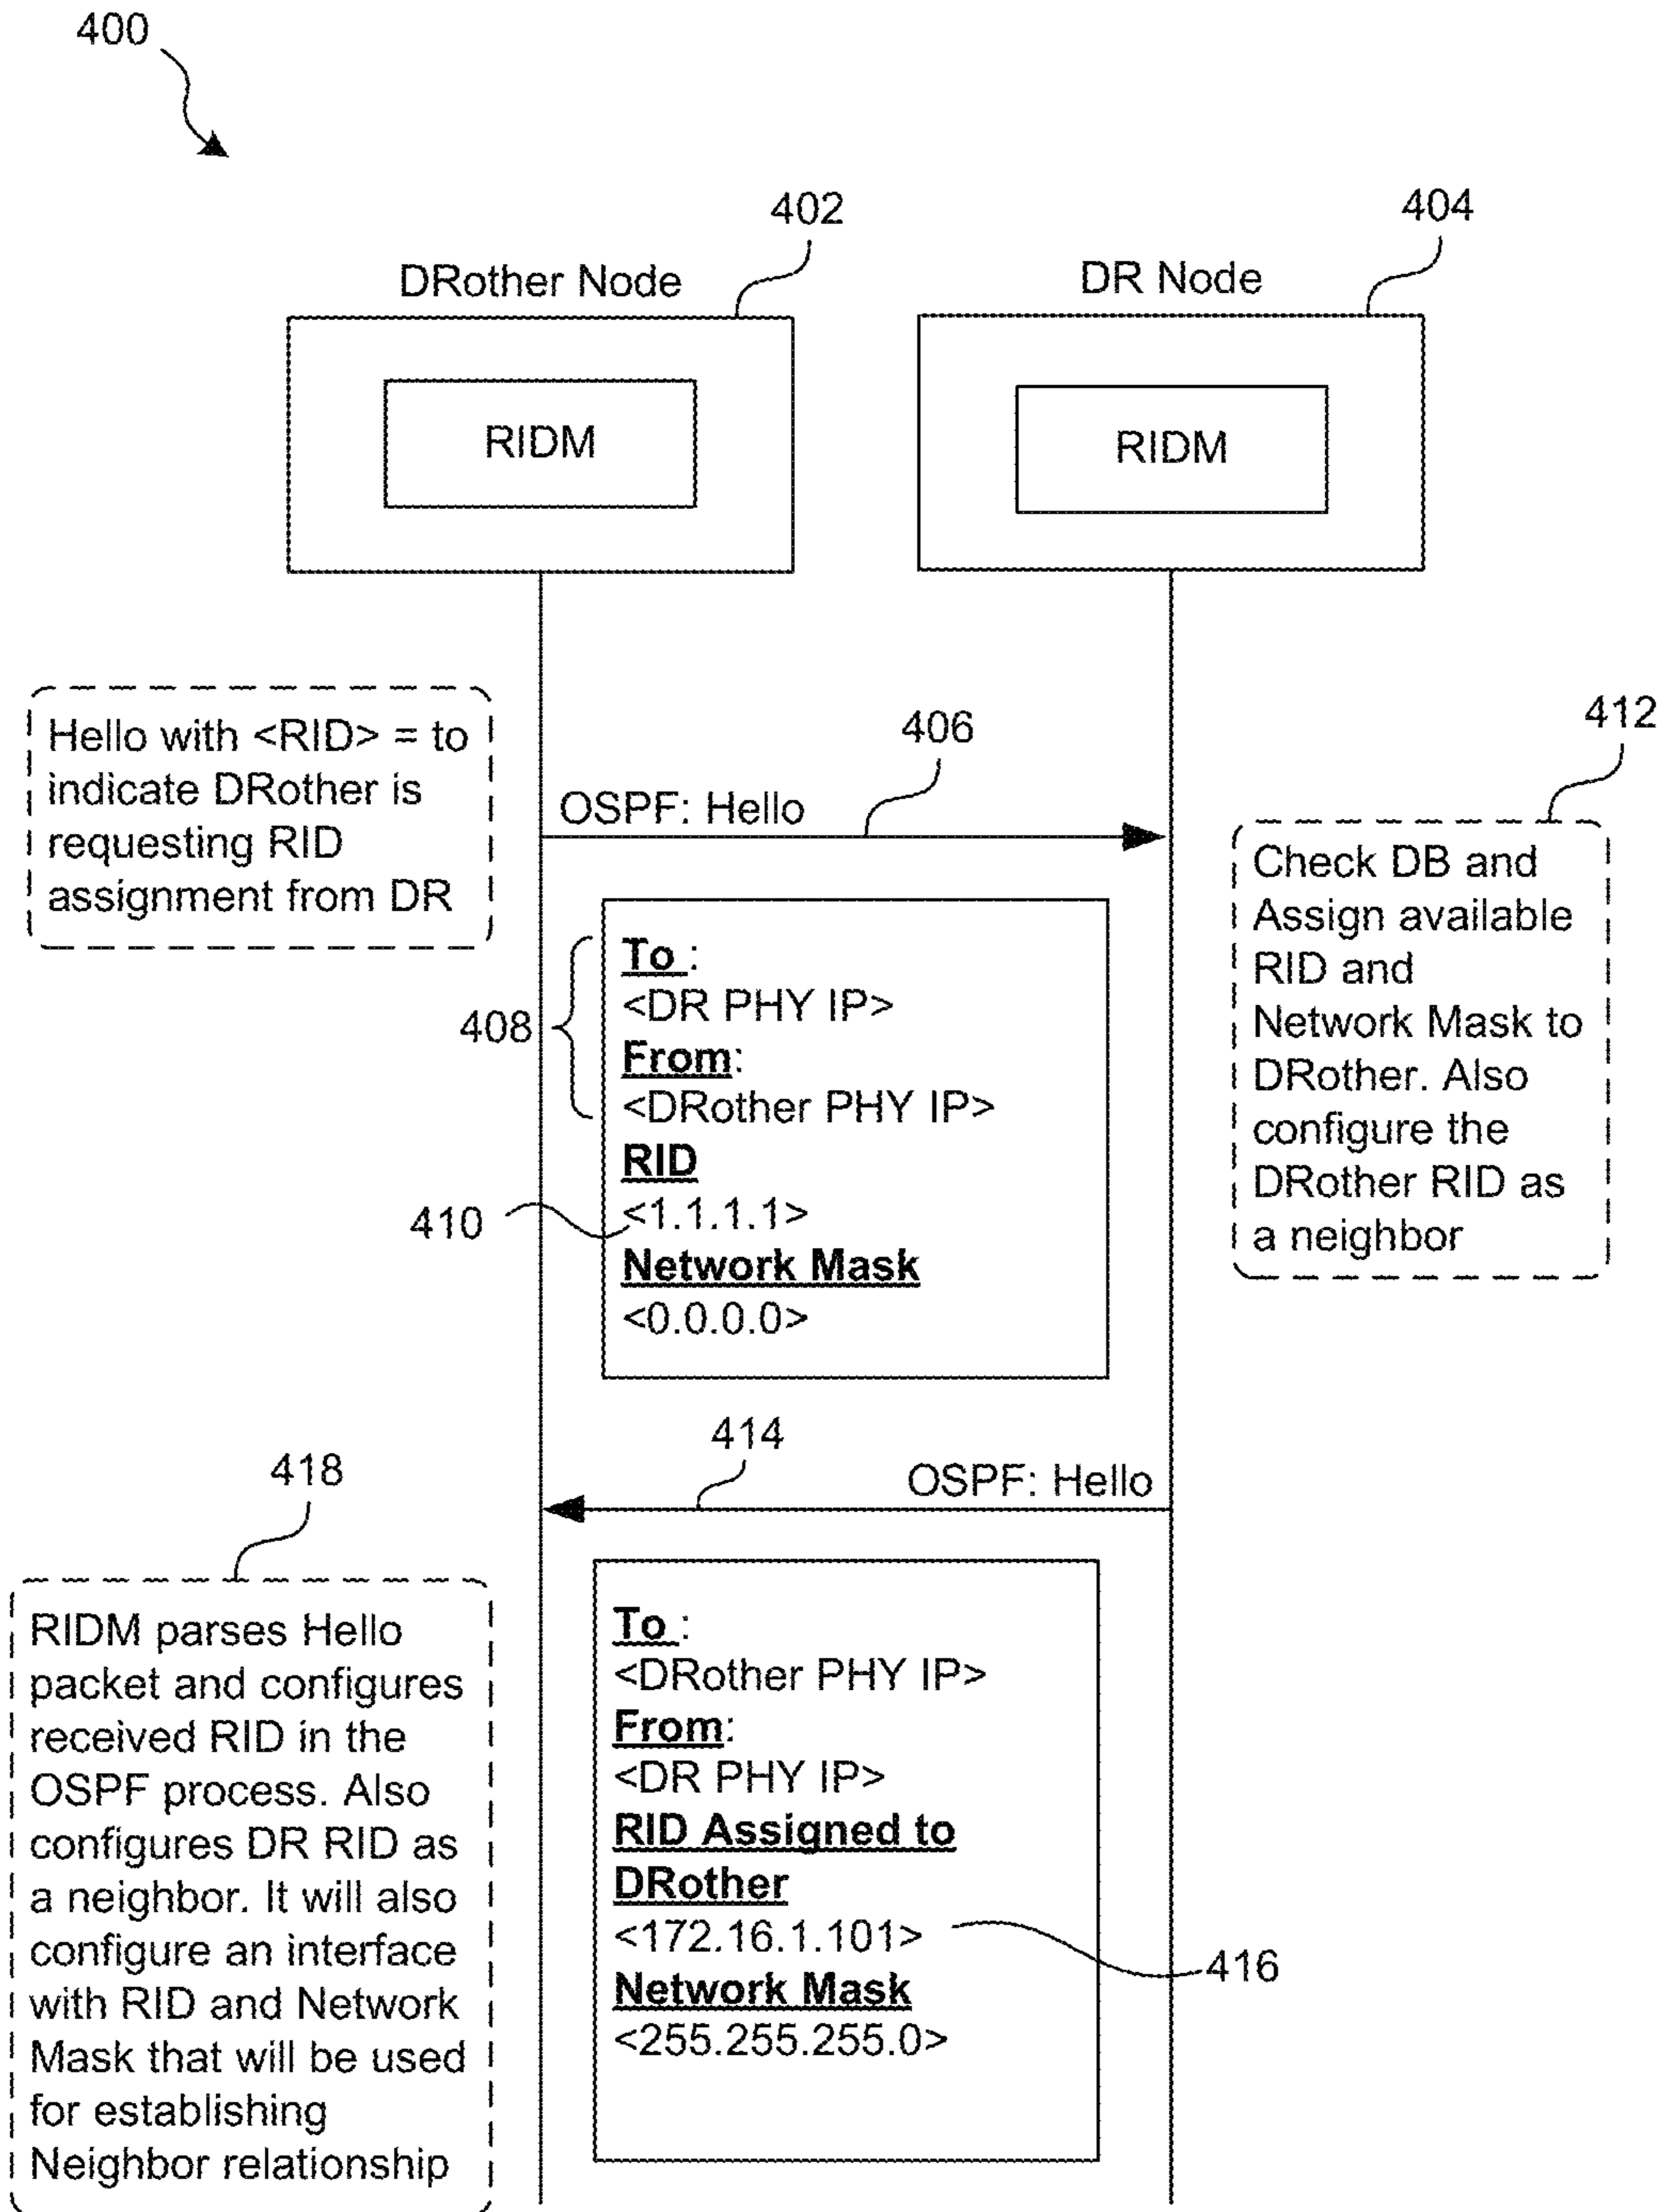 400
402
404
DRother Node
DR Node
RIDM
RIDM
Hello with <RID> = to
indicate DRother is
requesting RID
assignment from DR
406
OSPF: Hello
412
Check DB and
Assign available
RID and
Network Mask to
DRother. Also
configure the
DRother RID as
a neighbor
408
To :
<DR PHY IP>
From:
<DRother PHY IP>
RID
410
<1.1.1.1>
Network Mask
<0.0.0.0>
414
OSPF: Hello
418
RIDM parses Hello
packet and configures
received RID in the
OSPF process. Also
configures DR RID as
a neighbor. It will also
configure an interface
with RID and Network
Mask that will be used
for establishing
Neighbor relationship
To :
<DRother PHY IP>
From:
<DR PHY IP>
RID Assigned to
DRother
<172.16.1.101>
416
Network Mask
<255.255.255.0>